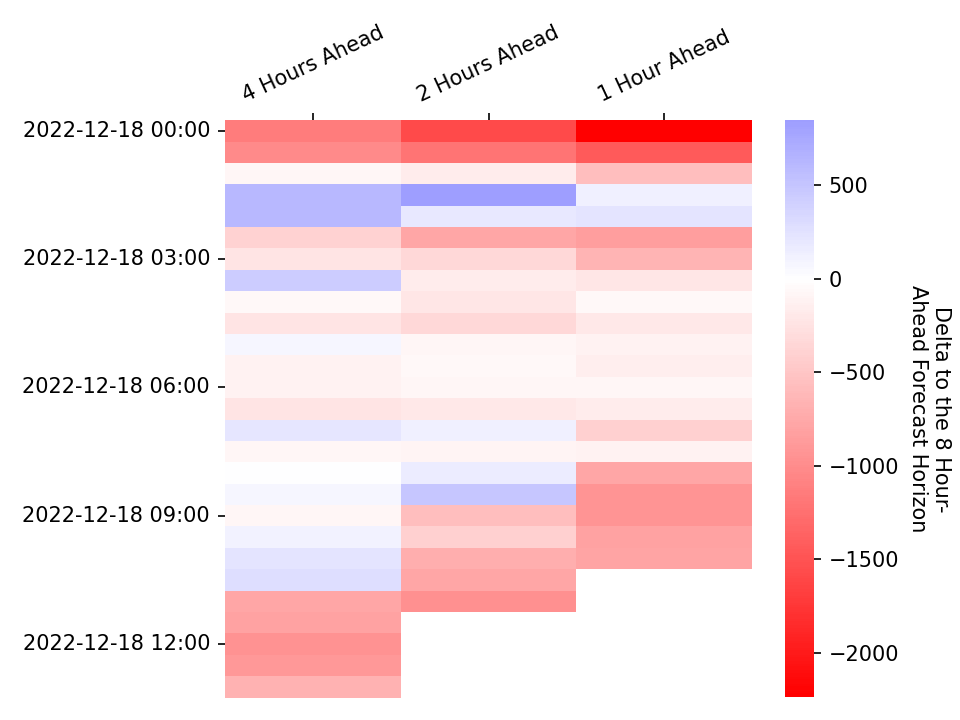 4 Hours Ahead
2 Hours Ahead
1 Hour Ahead
2022-12-18 00:00
2022-12-18 03:00
2022-12-18 06:00
2022-12-18 09:00
2022-12-18 12:00
500
0
−500
−1000
−1500
−2000
Delta to the 8 Hour-
Ahead Forecast Horizon